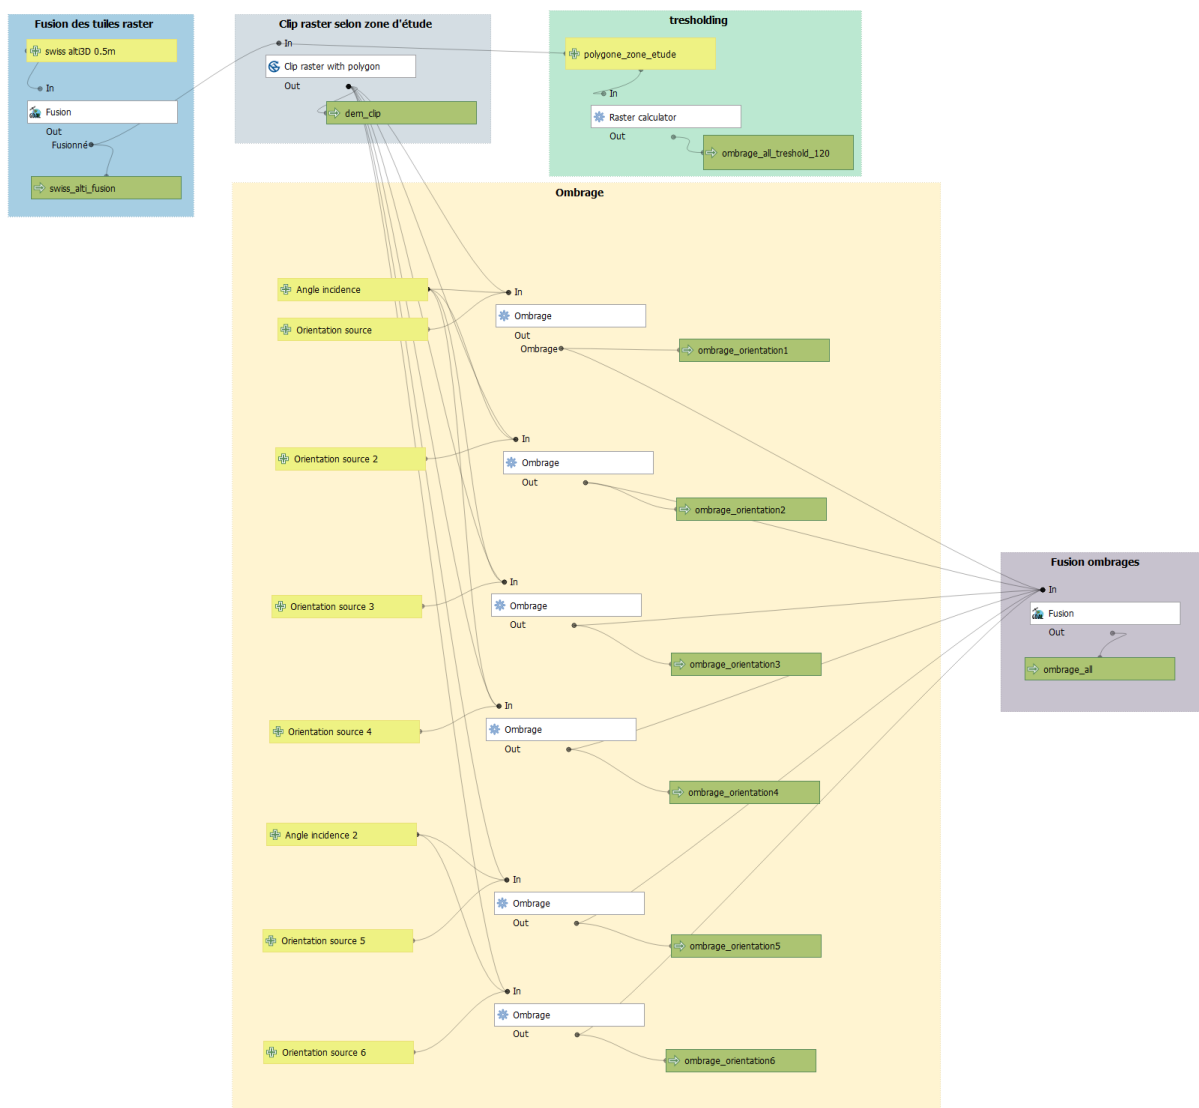 Fusion des tuiles raster
swiss alti3D 0.5m
In
Fusion
Out
Fusionné
swiss_alti_fusion
Clip raster selon zone d'étude
In
Clip raster with polygon
Out
dem_clip
tresholding
polygone_zone_etude
In
Raster calculator
Out
ombrage_all_treshold_120
Ombrage
Angle incidence
In
Orientation source
Ombrage
Out
Ombrage
ombrage_orientation1
In
Orientation source 2
Ombrage
Out
ombrage_orientation2
In
Orientation source 3
Ombrage
Out
ombrage_orientation3
In
Orientation source 4
Ombrage
Out
ombrage_orientation4
Angle incidence 2
In
Ombrage
Out
Orientation source 5
ombrage_orientation5
In
Ombrage
Out
Orientation source 6
ombrage_orientation6
Fusion ombrages
In
Fusion
Out
ombrage_all